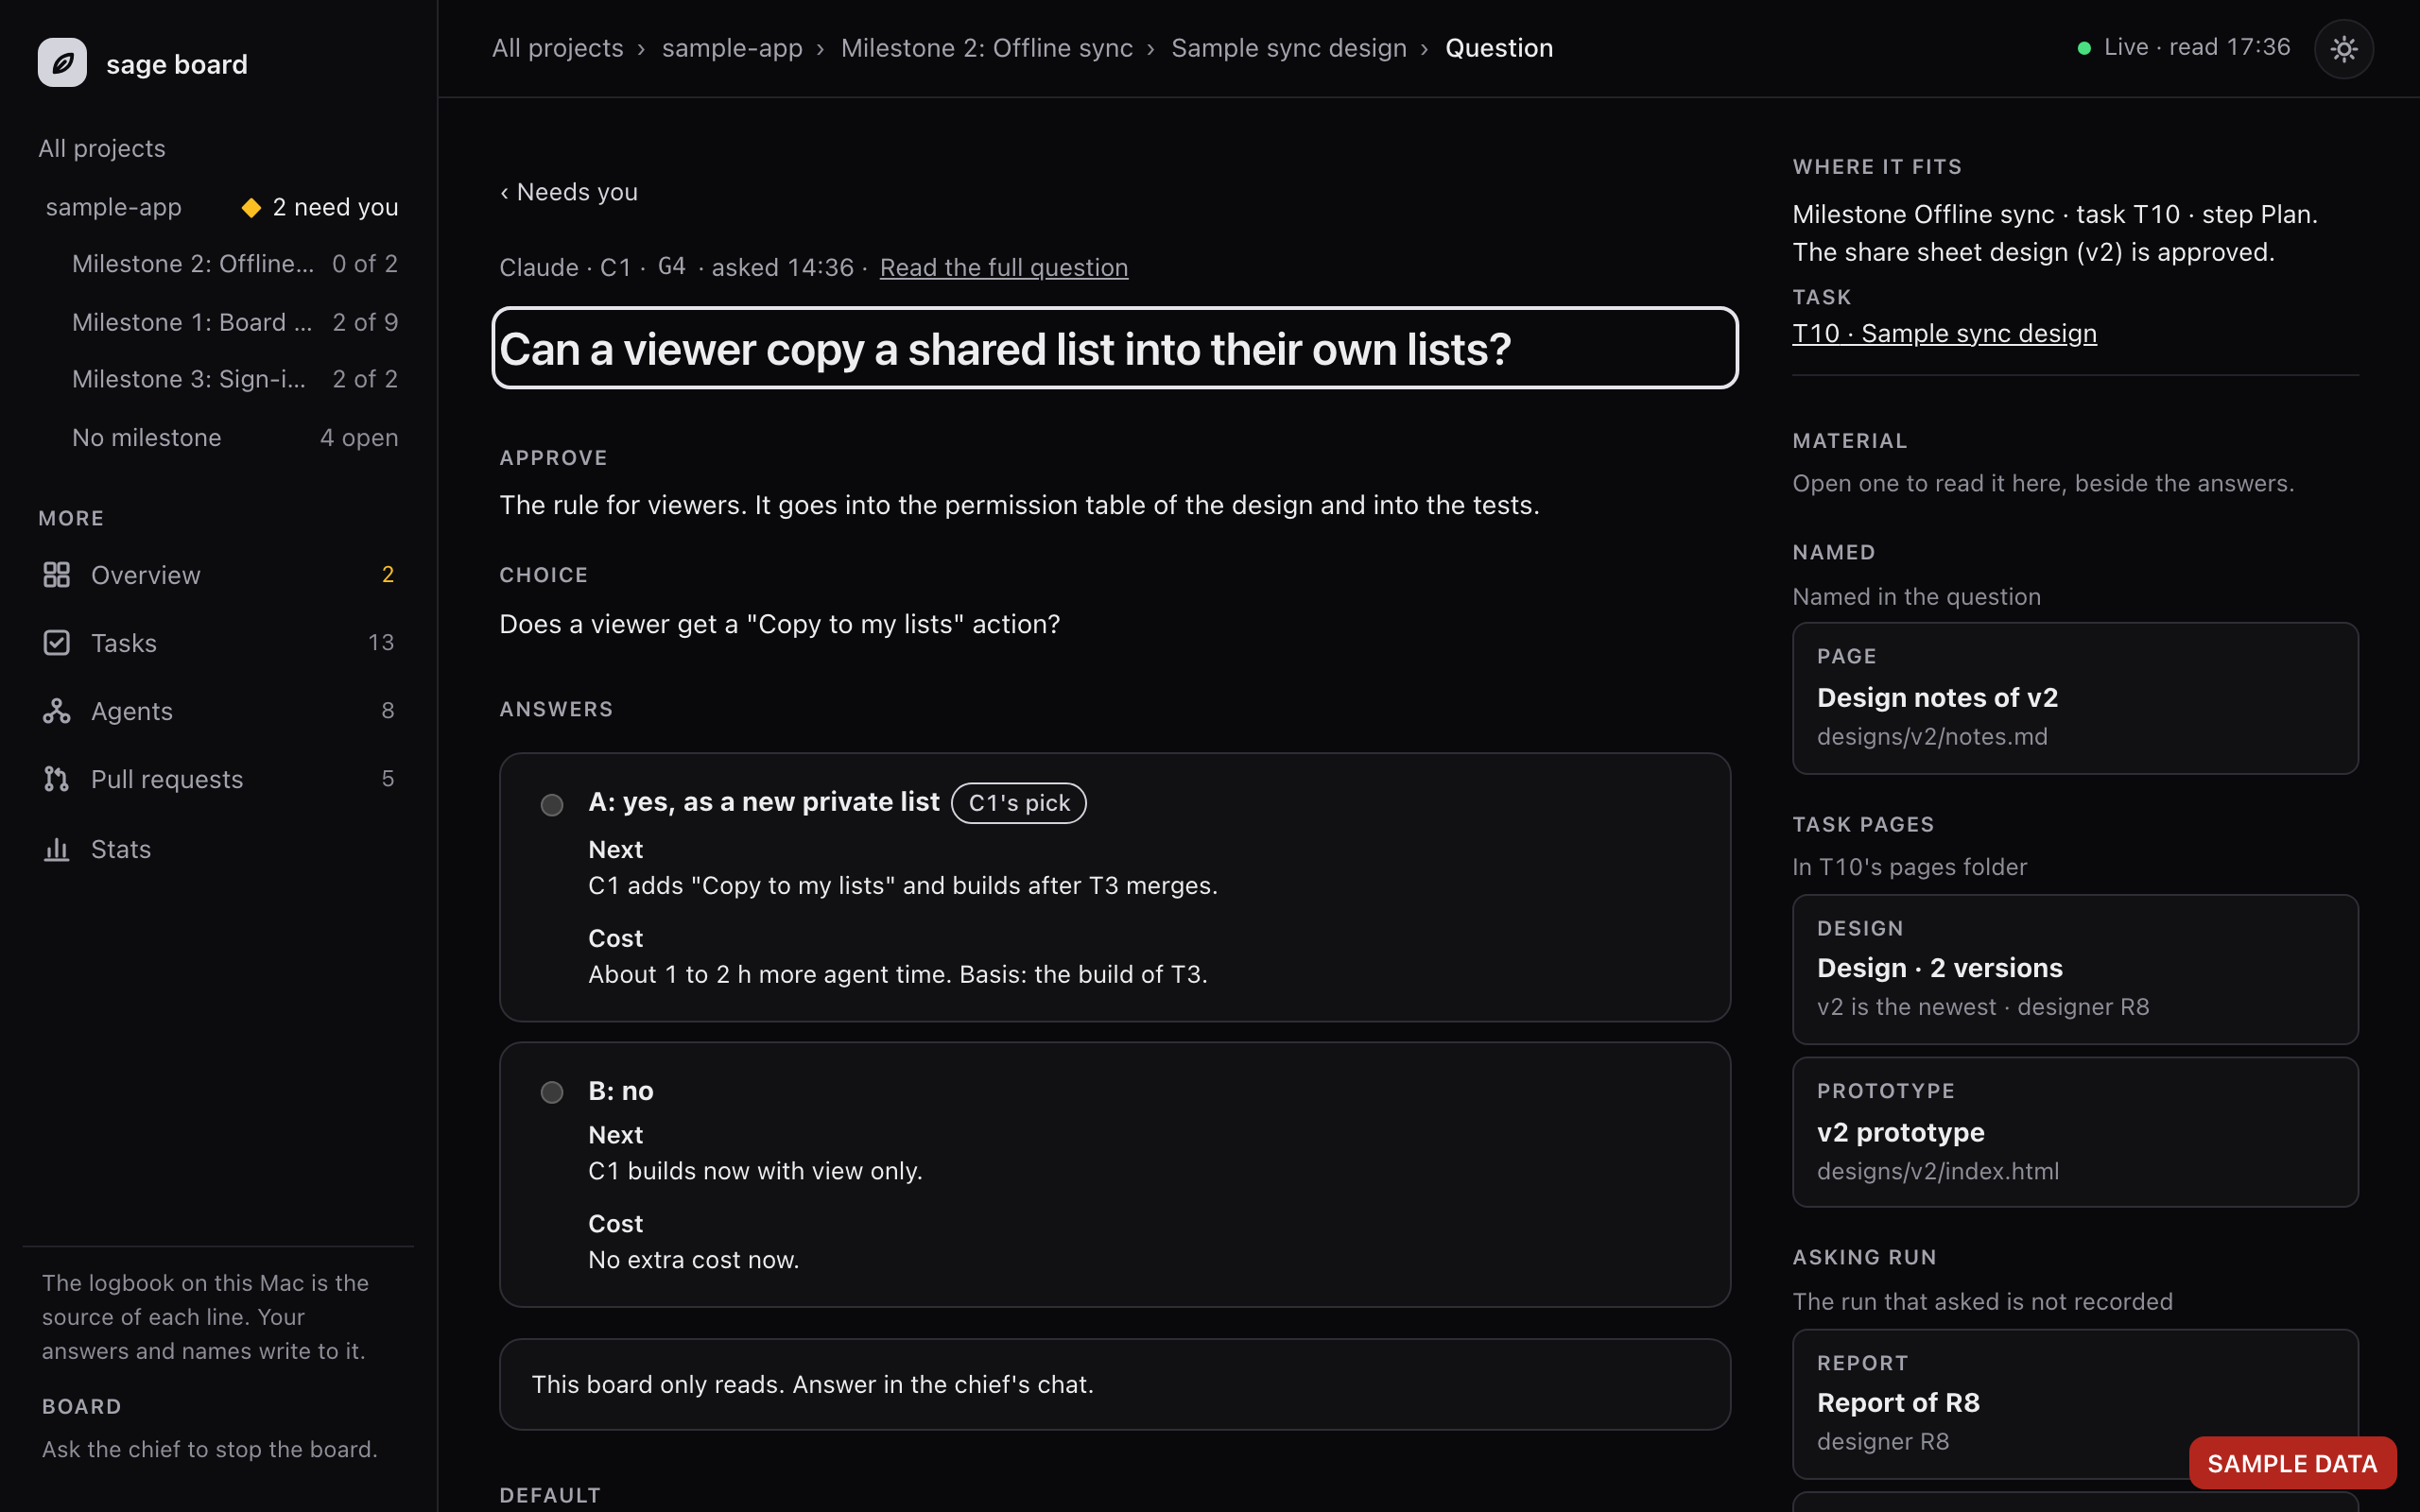 sage board
All projects
sample-app 2 need you
Milestone 2: Offline... 0 of 2
Milestone 1: Board ... 2 of 9
Milestone 3: Sign-i... 2 of 2
No milestone 4 open
MORE
Overview 2
Tasks 13
Agents 8
Pull requests 5
Stats
The logbook on this Mac is the
source of each line. Your
answers and names write to it.
BOARD
Ask the chief to stop the board.
All projects › sample-app › Milestone 2: Offline sync › Sample sync design › Question
Live · read 17:36
‹ Needs you
Claude · C1 · G4 · asked 14:36 · Read the full question
Can a viewer copy a shared list into their own lists?
APPROVE
The rule for viewers. It goes into the permission table of the design and into the tests.
CHOICE
Does a viewer get a "Copy to my lists" action?
ANSWERS
A: yes, as a new private list C1's pick
Next
C1 adds "Copy to my lists" and builds after T3 merges.
Cost
About 1 to 2 h more agent time. Basis: the build of T3.
B: no
Next
C1 builds now with view only.
Cost
No extra cost now.
This board only reads. Answer in the chief's chat.
DEFAULT
WHERE IT FITS
Milestone Offline sync · task T10 · step Plan.
The share sheet design (v2) is approved.
TASK
T10 · Sample sync design
MATERIAL
Open one to read it here, beside the answers.
NAMED
Named in the question
PAGE
Design notes of v2
designs/v2/notes.md
TASK PAGES
In T10's pages folder
DESIGN
Design · 2 versions
v2 is the newest · designer R8
PROTOTYPE
v2 prototype
designs/v2/index.html
ASKING RUN
The run that asked is not recorded
REPORT
Report of R8
designer R8
SAMPLE DATA